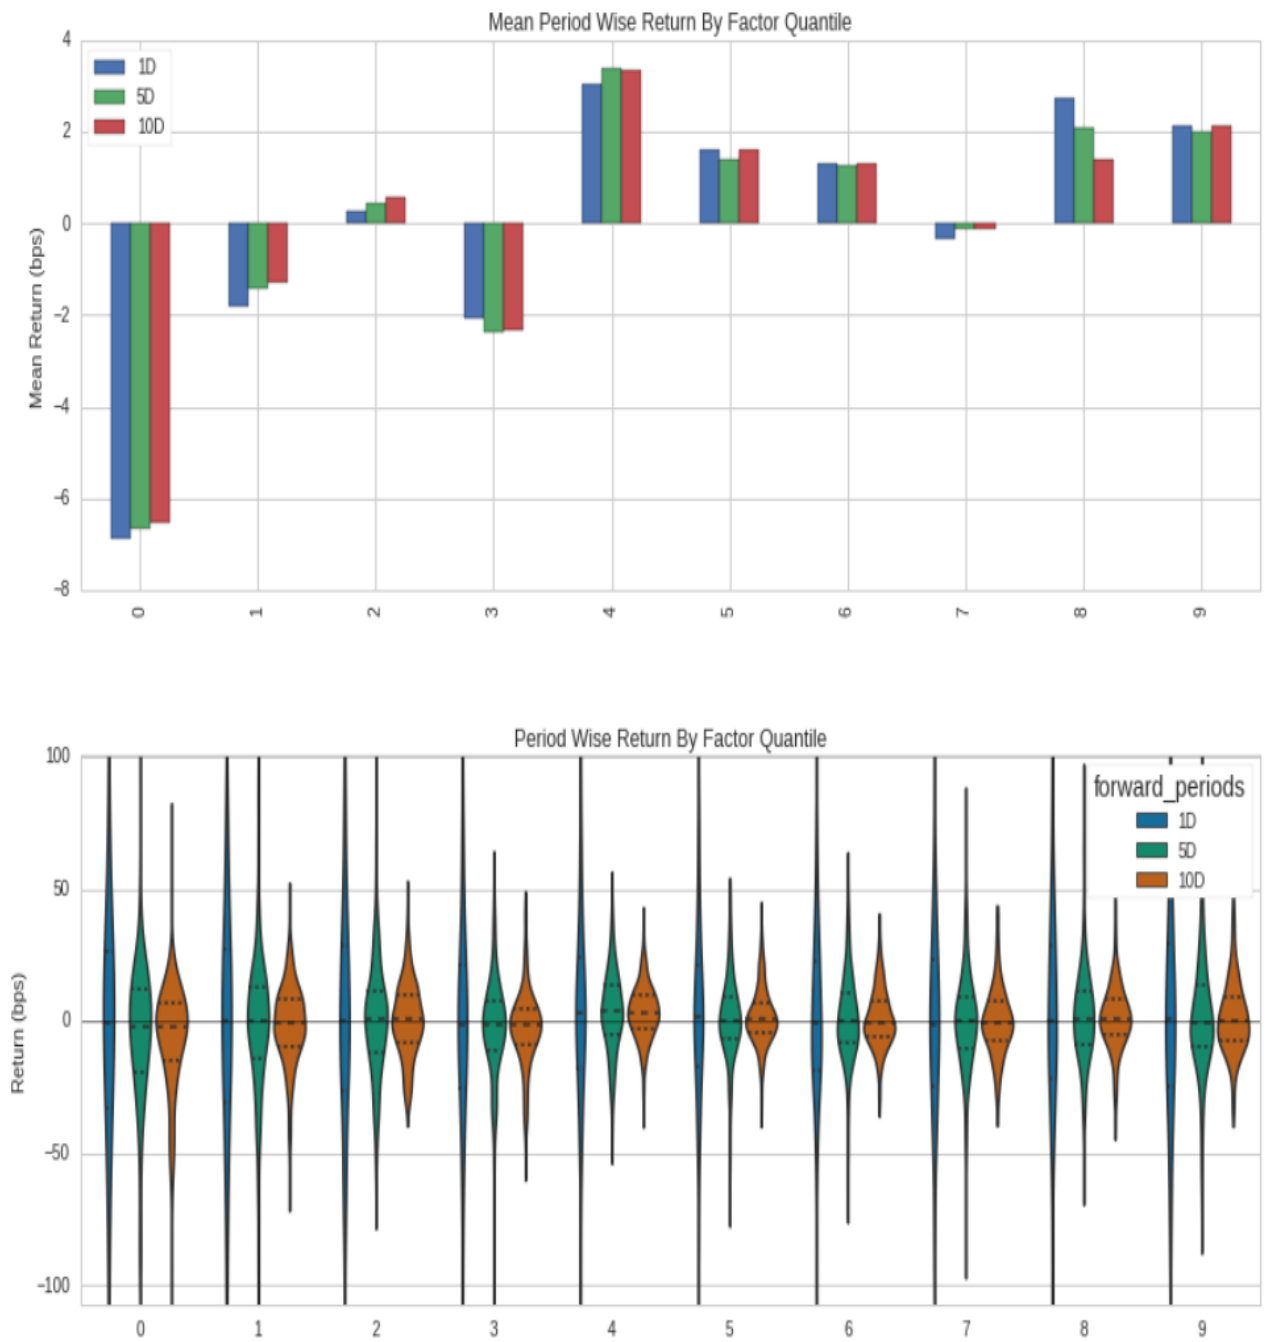 Mean Period Wise Return By Factor Quantile
4
2
0
−2
−4
−6
−8
Mean Return (bps)
1D
5D
10D
0 1 2 3 4 5 6 7 8 9
Period Wise Return By Factor Quantile
100
50
0
−50
−100
Return (bps)
forward_periods
1D
5D
10D
0 1 2 3 4 5 6 7 8 9